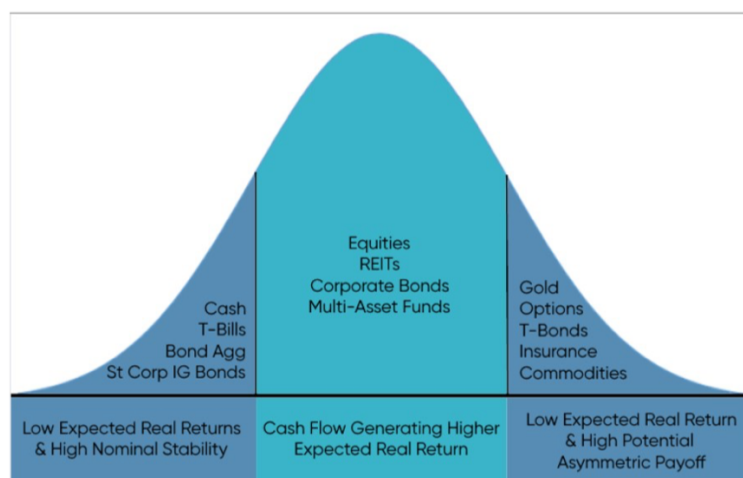 Equities
REITs
Corporate Bonds
Multi-Asset Funds
Cash
T-Bills
Bond Agg
St Corp IG Bonds
Gold
Options
T-Bonds
Insurance
Commodities
Low Expected Real Returns
& High Nominal Stability
Cash Flow Generating Higher
Expected Real Return
Low Expected Real Return
& High Potential
Asymmetric Payoff